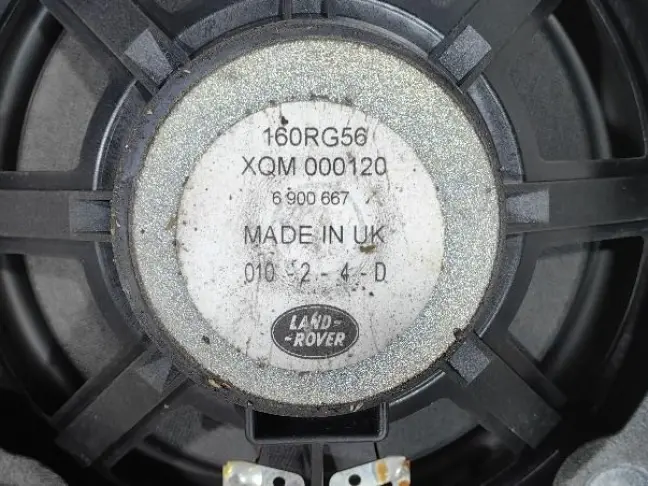 160RG56
XQM 000120
6 900 667
MADE IN UK
010 - 2 - 4 - D
LAND-
-ROVER